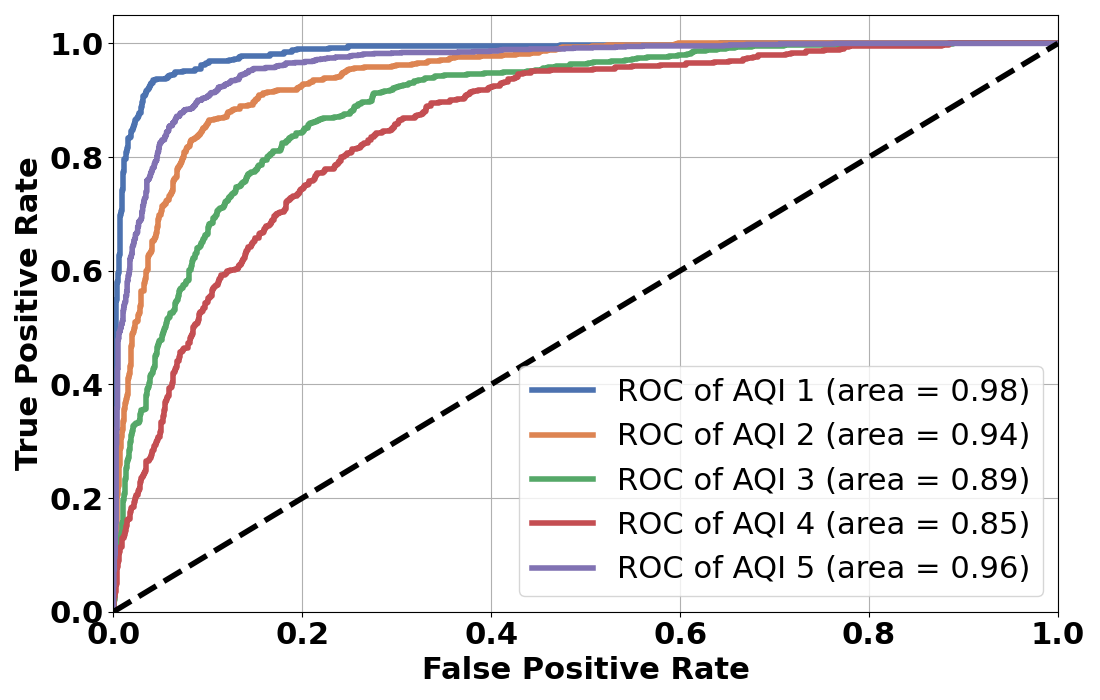 1.0
0.8
0.6
0.4
0.2
0.0
True Positive Rate
ROC of AQI 1 (area = 0.98)
ROC of AQI 2 (area = 0.94)
ROC of AQI 3 (area = 0.89)
ROC of AQI 4 (area = 0.85)
ROC of AQI 5 (area = 0.96)
0.0 0.2 0.4 0.6 0.8 1.0
False Positive Rate